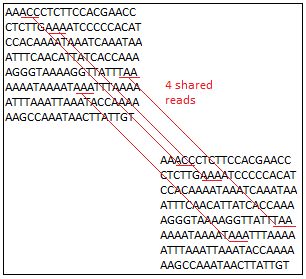 AAACCCTCTTCCACGAACC
CTCTTGAAAATCCCCCACAT
CCACAAAATAAATCAAATAA
ATTTCAACATTATCACCAAA
AGGGTAAAAGGTTATTTAA
AAAATAAAATAAATTTAAAA
ATTTAAATTAAATACCAAAA
AAGCCAAATAACTTATTGT
4 shared
reads
AAACCCTCTTCCACGAACC
CTCTTGAAAATCCCCCACAT
CCACAAAATAAATCAAATAA
ATTTCAACATTATCACCAAA
AGGGTAAAAGGTTATTTAA
AAAATAAAATAAATTTAAAA
ATTTAAATTAAATACCAAAA
AAGCCAAATAACTTATTGT